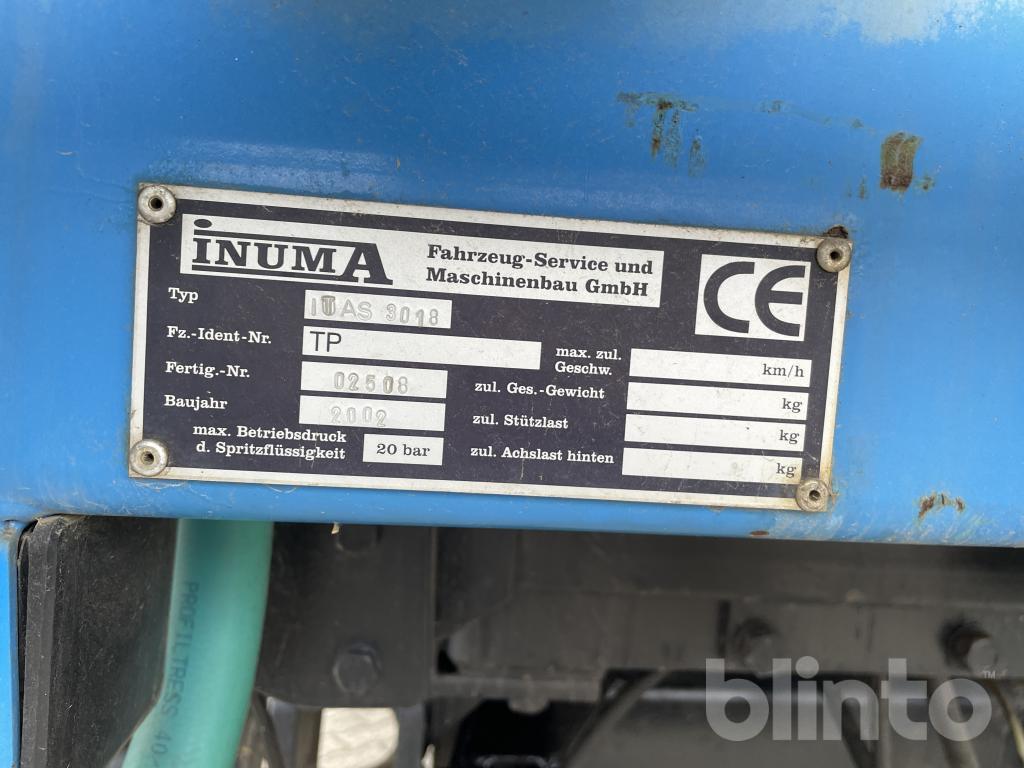 iNUMA
Fahrzeug-Service und
Maschinenbau GmbH
CE
Typ IUAS 3018
Fz.-Ident-Nr. TP
Fertig.-Nr. 02508
Baujahr 2002
max. Betriebsdruck
d. Spritzflüssigkeit 20 bar
max. zul.
Geschw. km/h
zul. Ges.-Gewicht kg
zul. Stützlast kg
zul. Achslast hinten kg
PROFILTRESS 40
blinto™